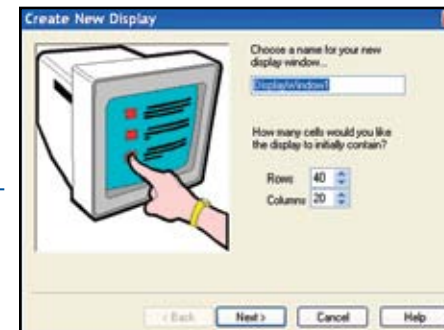 Create New Display
Choose a name for your new
display window...
DisplayWindow1
How many cells would you like
the display to initially contain?
Rows 40
Columns 20
< Back Next > Cancel Help